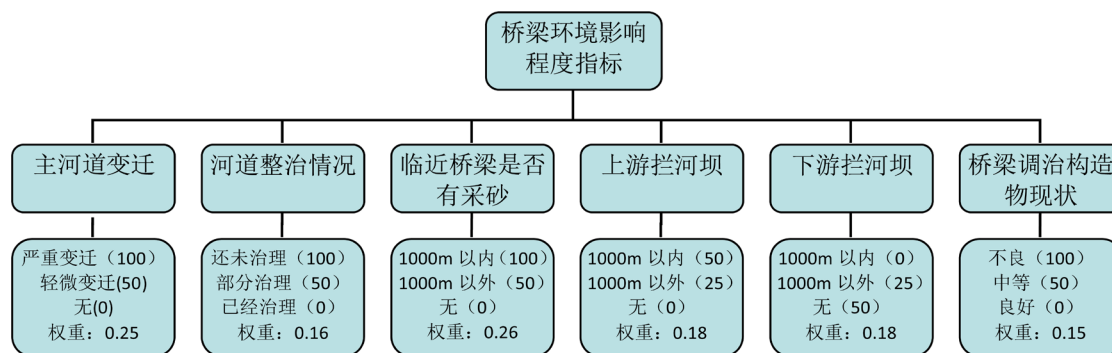 桥梁环境影响
程度指标
主河道变迁
河道整治情况
临近桥梁是否
有采砂
上游拦河坝
下游拦河坝
桥梁调治构造
物现状
严重变迁（100）
轻微变迁(50)
无(0)
权重：0.25
还未治理（100）
部分治理（50）
已经治理（0）
权重：0.16
1000m 以内（100）
1000m 以外（50）
无（0）
权重：0.26
1000m 以内（50）
1000m 以外（25）
无（0）
权重：0.18
1000m 以内（0）
1000m 以外（25）
无（50）
权重：0.18
不良（100）
中等（50）
良好（0）
权重：0.15